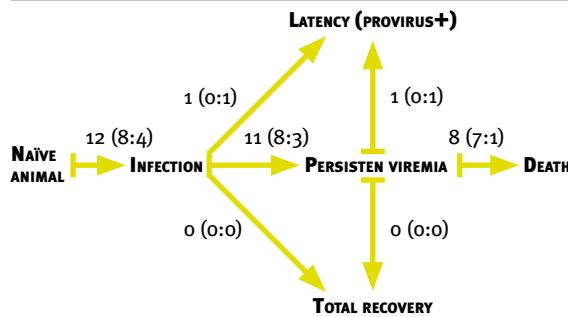 LATENCY (PROVIRUS+)
1 (0:1)
1 (0:1)
12 (8:4)
11 (8:3)
8 (7:1)
NAÏVE
ANIMAL
INFECTION
PERSISTEN VIREMIA
DEATH
0 (0:0)
0 (0:0)
TOTAL RECOVERY